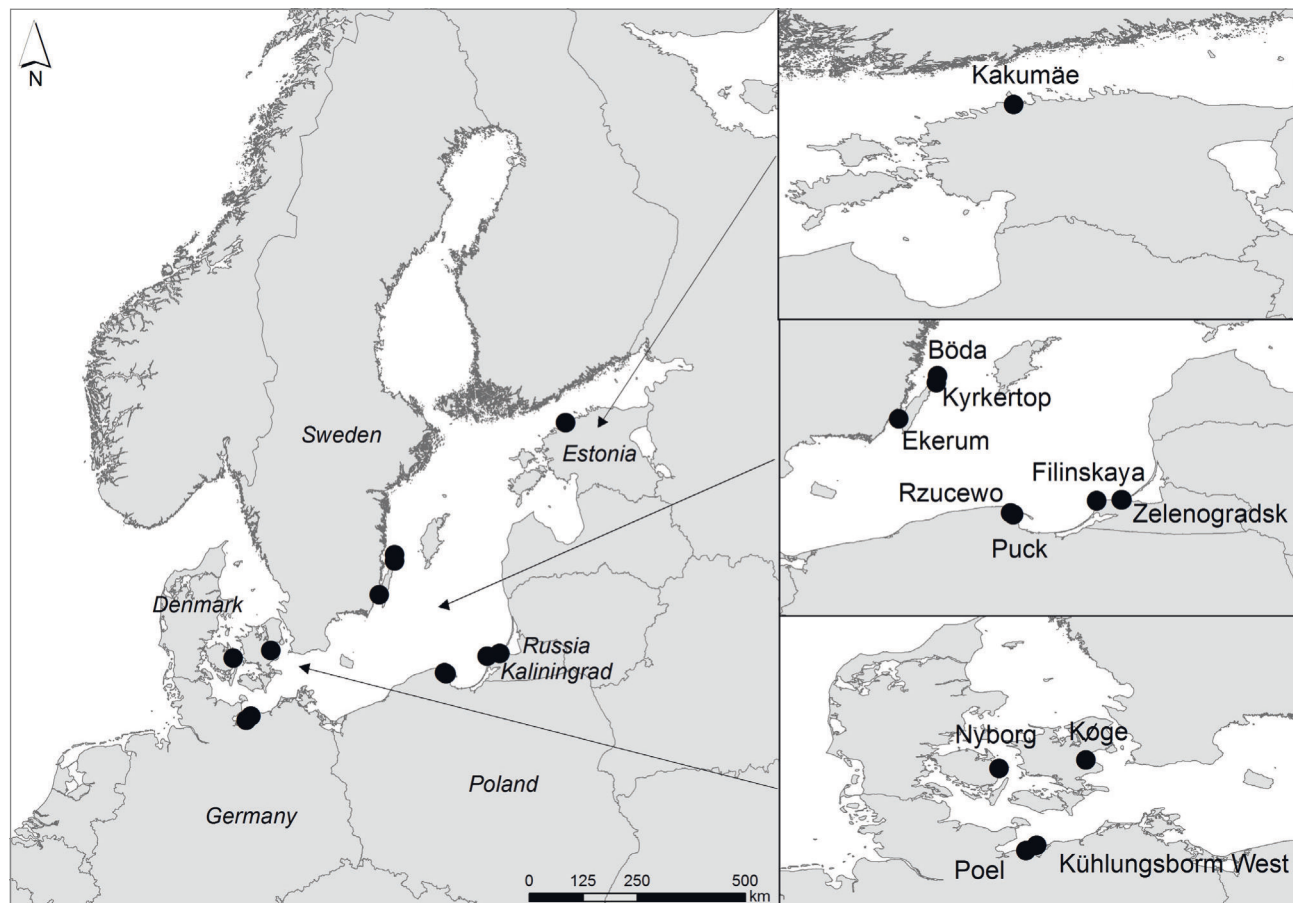 N
Sweden
Estonia
Denmark
Russia
Kaliningrad
Poland
Germany
0 125 250 500
km
Kakumäe
Böda
Kyrkertop
Ekerum
Filinskaya
Rzucewo
Zelenogradsk
Puck
Nyborg
Køge
Poel
Kühlungsborm West